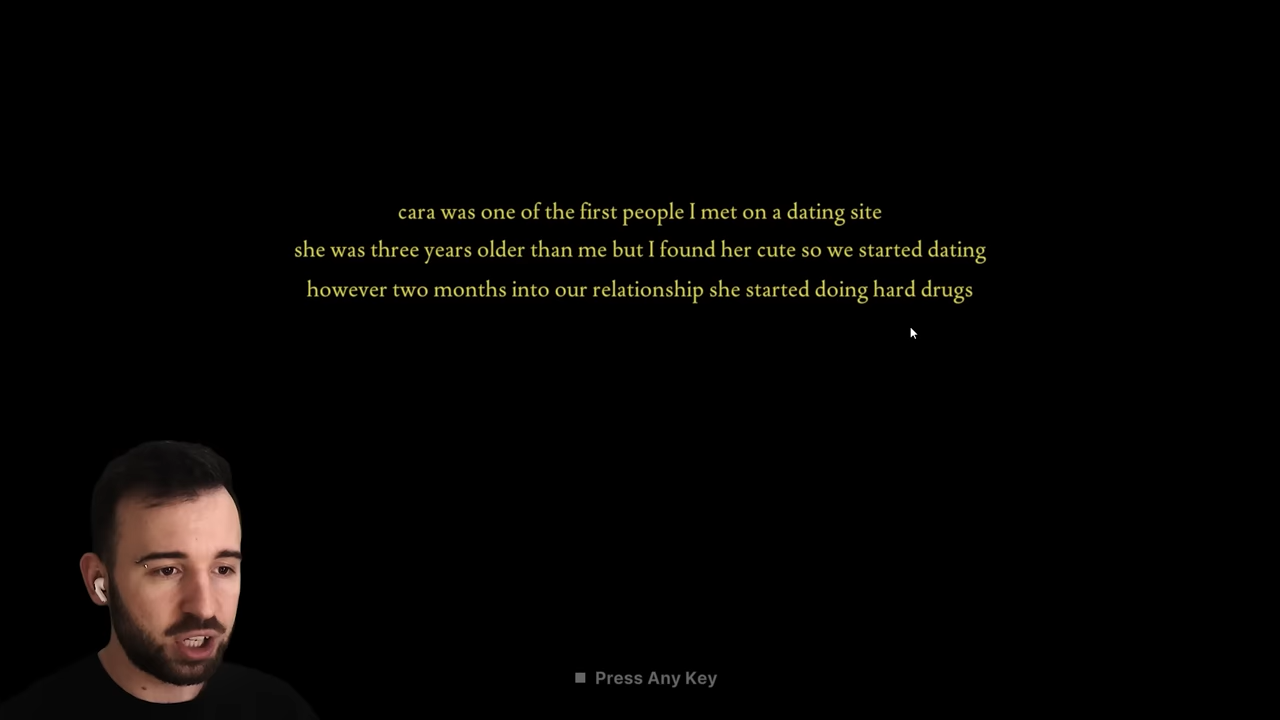 cara was one of the first people I met on a dating site
she was three years older than me but I found her cute so we started dating
however two months into our relationship she started doing hard drugs
Press Any Key